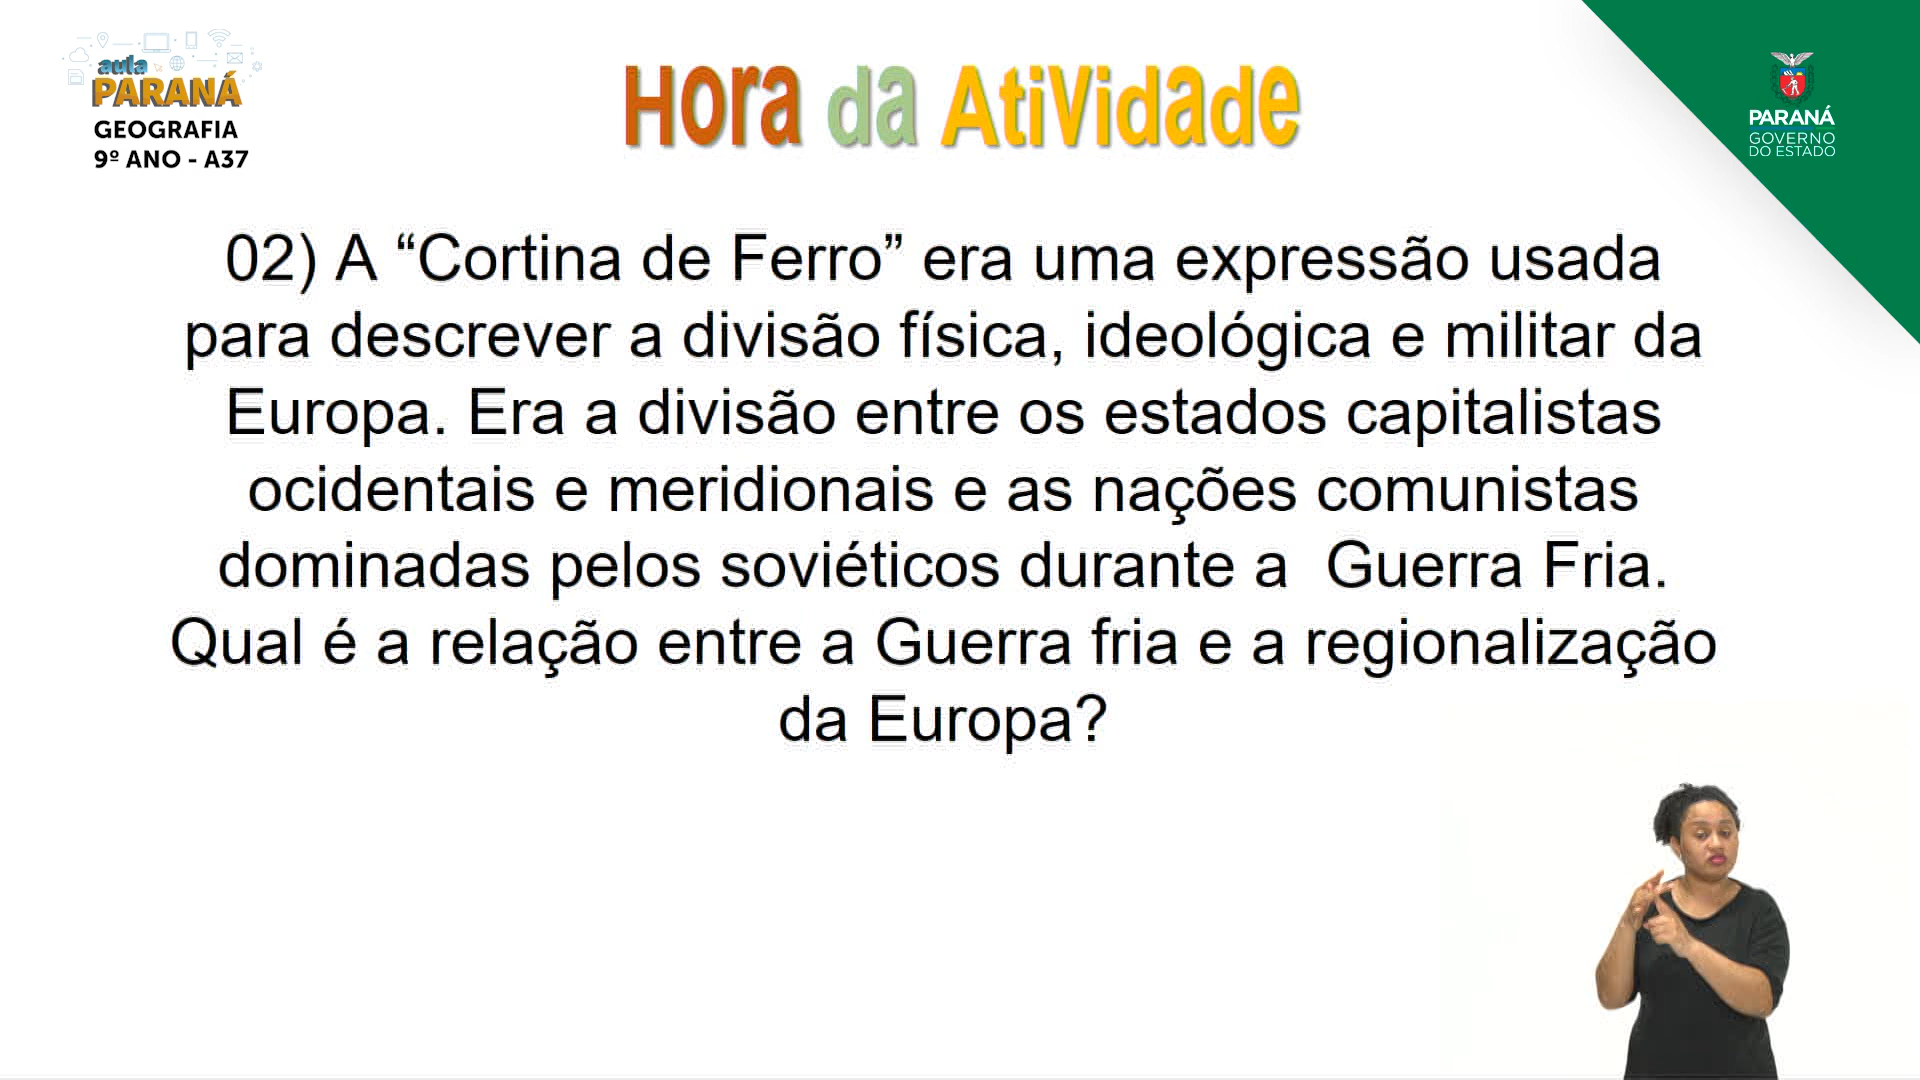 aula
PARANÁ
GEOGRAFIA
9º ANO - A37
Hora da AtiVidade
PARANÁ
GOVERNO
DO ESTADO
02) A “Cortina de Ferro” era uma expressão usada
para descrever a divisão física, ideológica e militar da
Europa. Era a divisão entre os estados capitalistas
ocidentais e meridionais e as nações comunistas
dominadas pelos soviéticos durante a  Guerra Fria.
Qual é a relação entre a Guerra fria e a regionalização
da Europa?